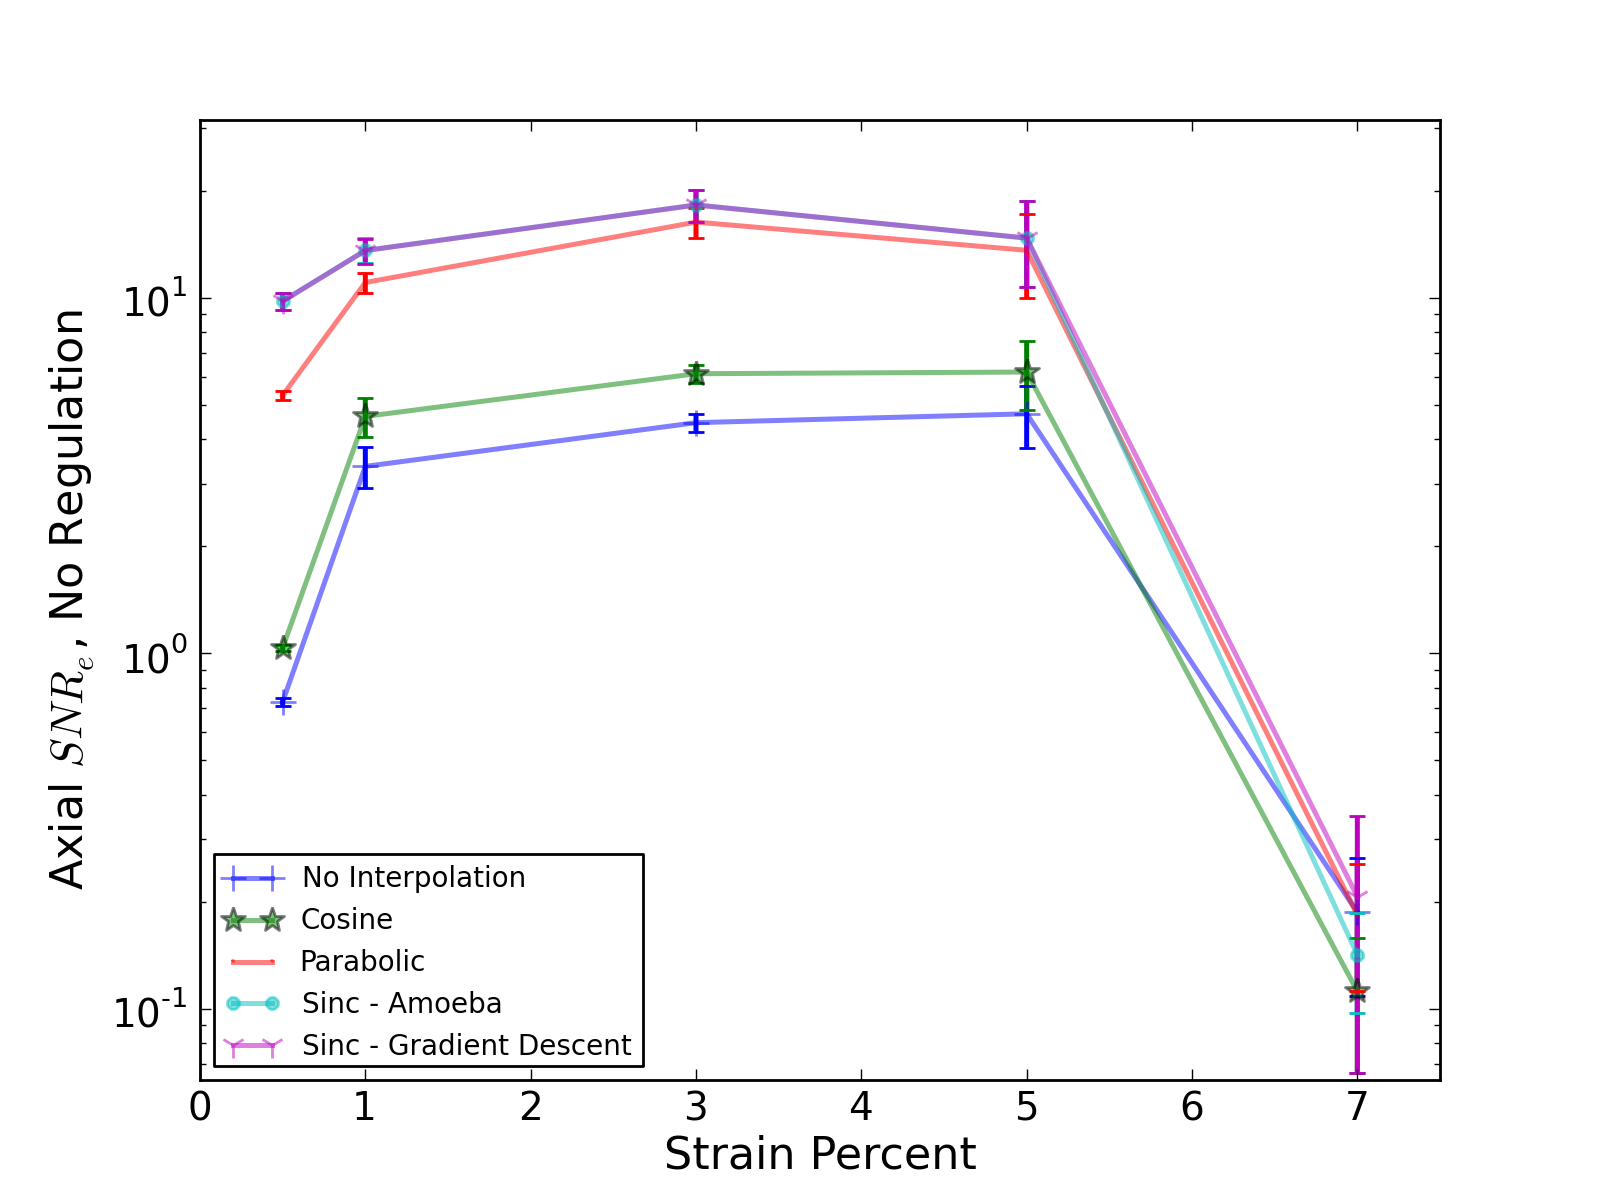 Axial SNR_e, No Regulation
10^1
10^0
10^-1
No Interpolation
Cosine
Parabolic
Sinc - Amoeba
Sinc - Gradient Descent
0 1 2 3 4 5 6 7
Strain Percent